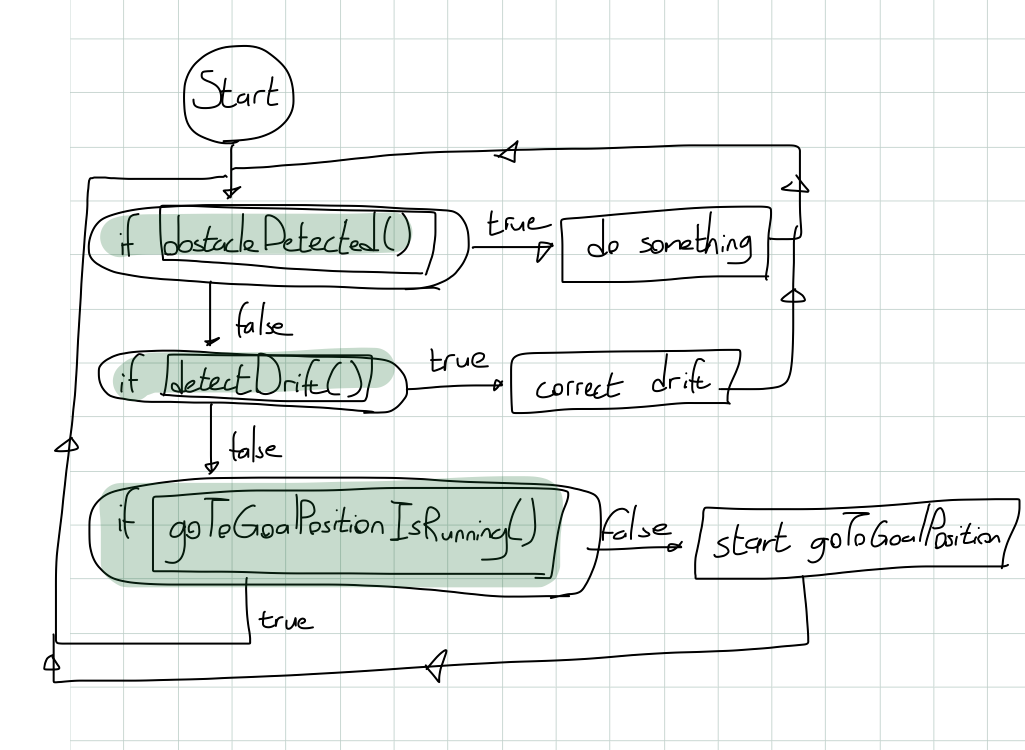 Start
if obstacleDetected()
true
do something
false
if detectDrift()
true
correct drift
false
if goToGoalPositionIsRunning()
false
start goToGoalPosition
true